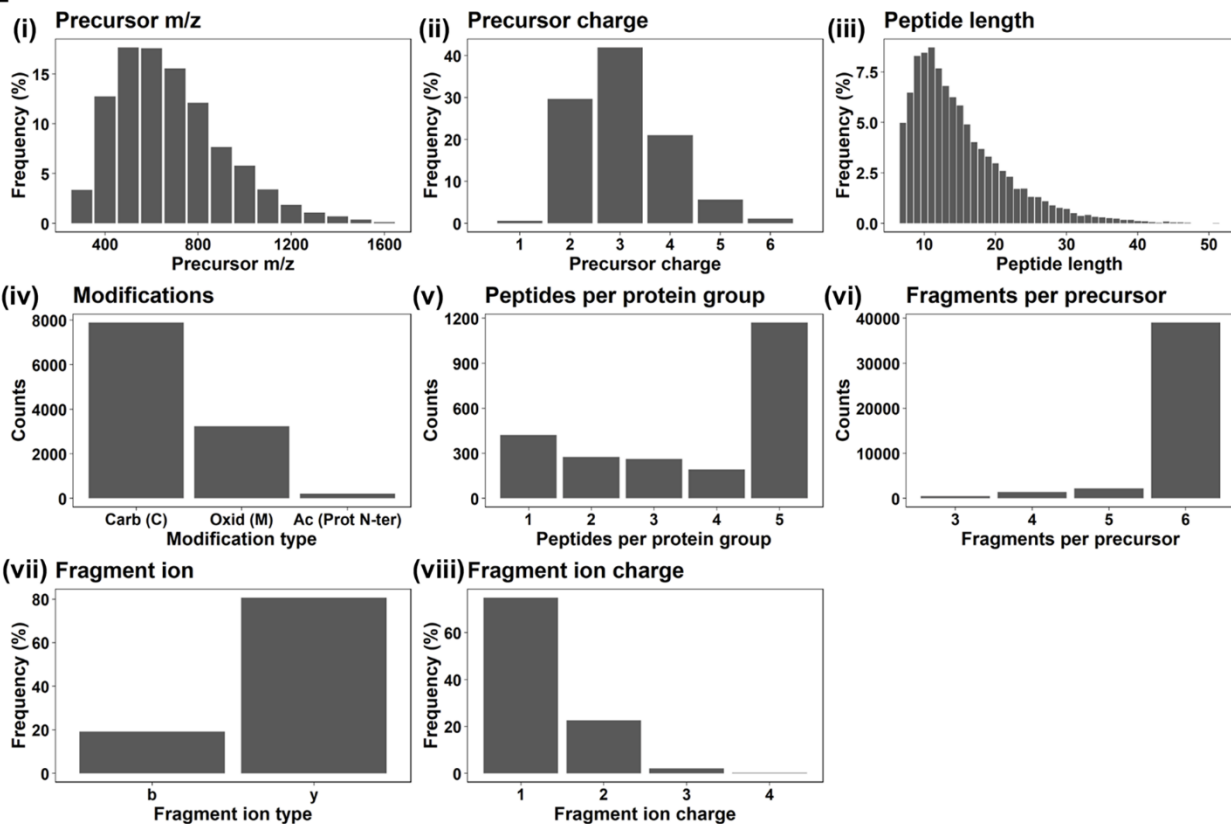 (i) Precursor m/z
Frequency (%)
15
10
5
0
400 800 1200 1600
Precursor m/z
(ii) Precursor charge
Frequency (%)
40
30
20
10
0
1 2 3 4 5 6
Precursor charge
(iii) Peptide length
Frequency (%)
7.5
5.0
2.5
0.0
10 20 30 40 50
Peptide length
(iv) Modifications
Counts
8000
6000
4000
2000
0
Carb (C) Oxid (M) Ac (Prot N-ter)
Modification type
(v) Peptides per protein group
Counts
1200
900
600
300
0
1 2 3 4 5
Peptides per protein group
(vi) Fragments per precursor
Counts
40000
30000
20000
10000
0
3 4 5 6
Fragments per precursor
(vii) Fragment ion
Frequency (%)
80
60
40
20
0
b y
Fragment ion type
(viii) Fragment ion charge
Frequency (%)
60
40
20
0
1 2 3 4
Fragment ion charge